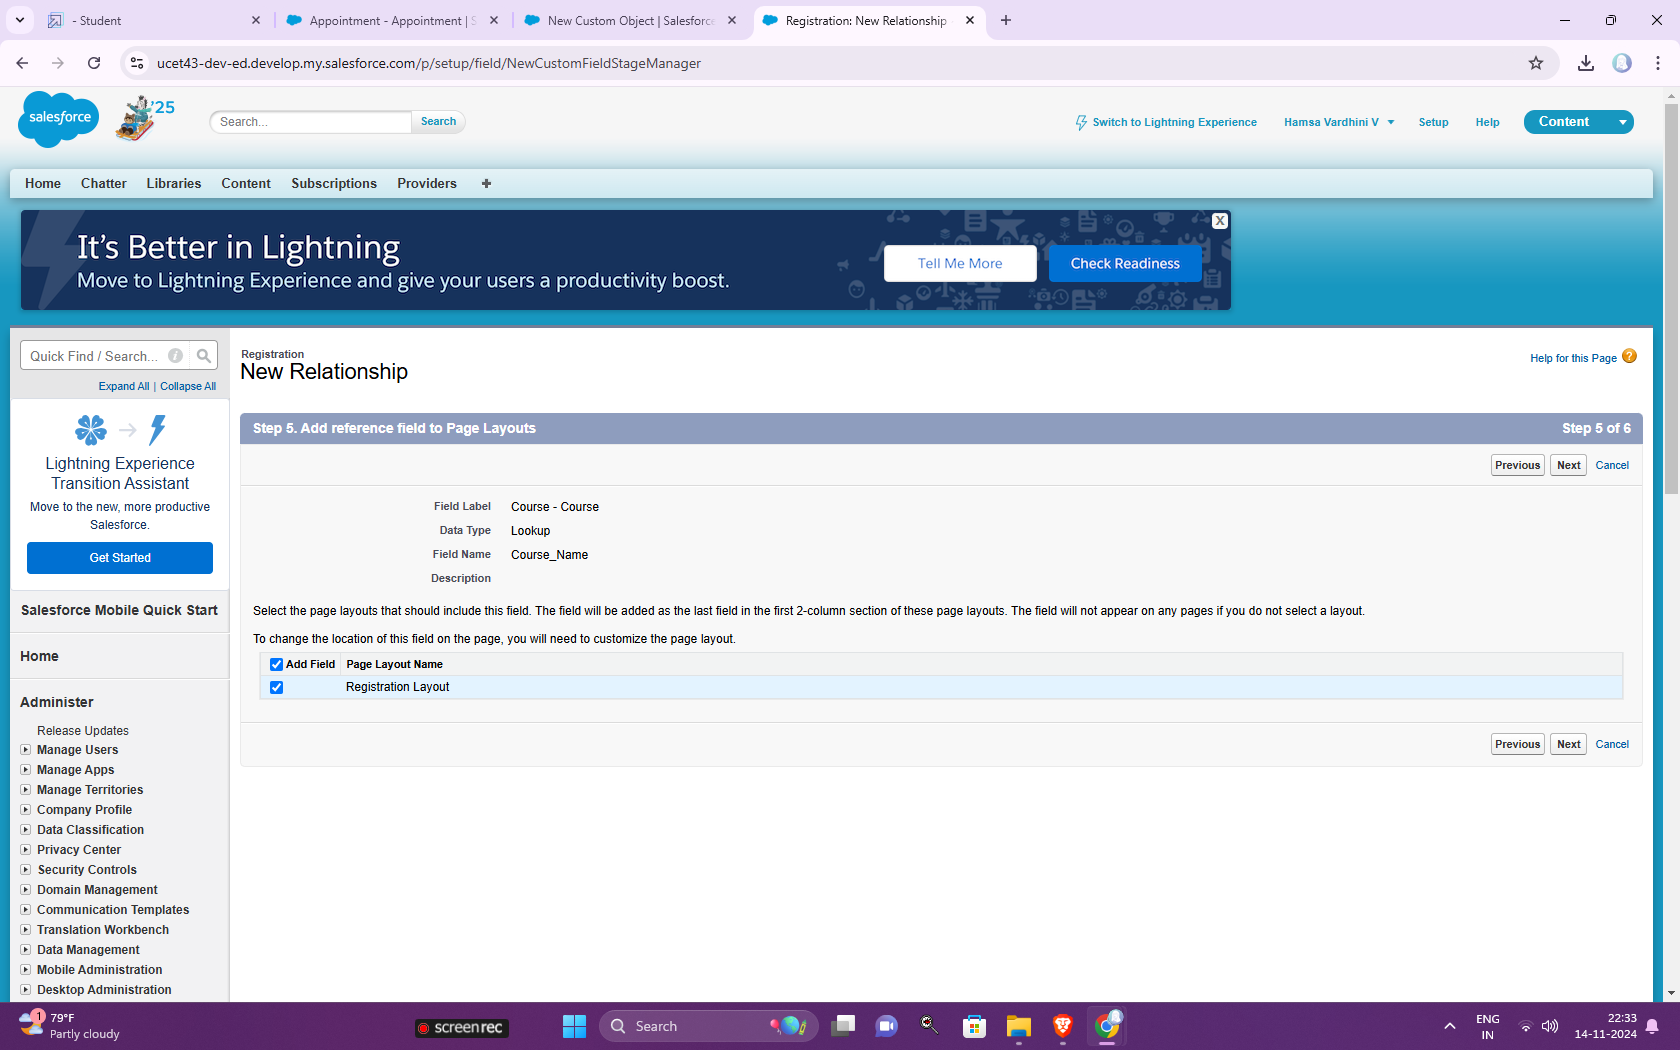 - Student
Appointment - Appointment | S
New Custom Object | Salesforce
Registration: New Relationship
ucet43-dev-ed.develop.my.salesforce.com/p/setup/field/NewCustomFieldStageManager
salesforce
'25
Search...
Search
Switch to Lightning Experience
Hamsa Vardhini V
Setup
Help
Content
Home
Chatter
Libraries
Content
Subscriptions
Providers
+
It's Better in Lightning
Move to Lightning Experience and give your users a productivity boost.
Tell Me More
Check Readiness
X
Quick Find / Search...
Expand All | Collapse All
Lightning Experience
Transition Assistant
Move to the new, more productive
Salesforce.
Get Started
Salesforce Mobile Quick Start
Home
Administer
Release Updates
Manage Users
Manage Apps
Manage Territories
Company Profile
Data Classification
Privacy Center
Security Controls
Domain Management
Communication Templates
Translation Workbench
Data Management
Mobile Administration
Desktop Administration
Registration
New Relationship
Help for this Page
Step 5. Add reference field to Page Layouts
Step 5 of 6
Previous
Next
Cancel
Field Label Course - Course
Data Type Lookup
Field Name Course_Name
Description
Select the page layouts that should include this field. The field will be added as the last field in the first 2-column section of these page layouts. The field will not appear on any pages if you do not select a layout.
To change the location of this field on the page, you will need to customize the page layout.
Add Field Page Layout Name
Registration Layout
Previous
Next
Cancel
1
79°F
Partly cloudy
screenrec
Search
ENG
IN
22:33
14-11-2024